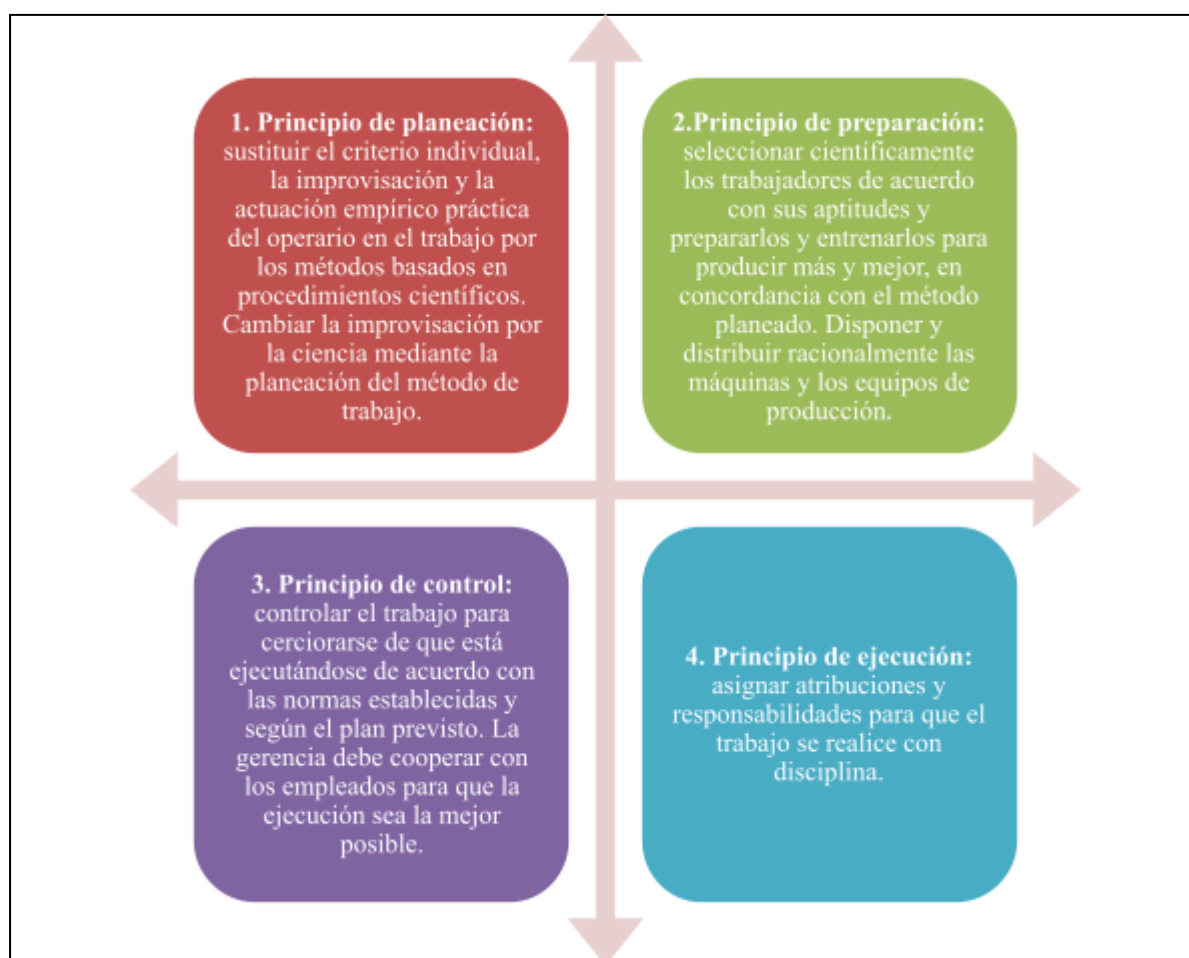 1. Principio de planeación:
sustituir el criterio individual,
la improvisación y la
actuación empírico práctica
del operario en el trabajo por
los métodos basados en
procedimientos científicos.
Cambiar la improvisación por
la ciencia mediante la
planeación del método de
trabajo.
2.Principio de preparación:
seleccionar científicamente
los trabajadores de acuerdo
con sus aptitudes y
prepararlos y entrenarlos para
producir más y mejor, en
concordancia con el método
planeado. Disponer y
distribuir racionalmente las
máquinas y los equipos de
producción.
3. Principio de control:
controlar el trabajo para
cerciorarse de que está
ejecutándose de acuerdo con
las normas establecidas y
según el plan previsto. La
gerencia debe cooperar con
los empleados para que la
ejecución sea la mejor
posible.
4. Principio de ejecución:
asignar atribuciones y
responsabilidades para que el
trabajo se realice con
disciplina.